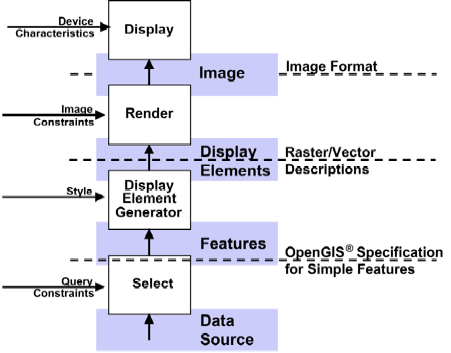 Device
Characteristics
Display
Image
Image Format
Image
Constraints
Render
Display
Elements
Raster/Vector
Descriptions
Style
Display
Element
Generator
Features
OpenGIS® Specification
for Simple Features
Query
Constraints
Select
Data
Source